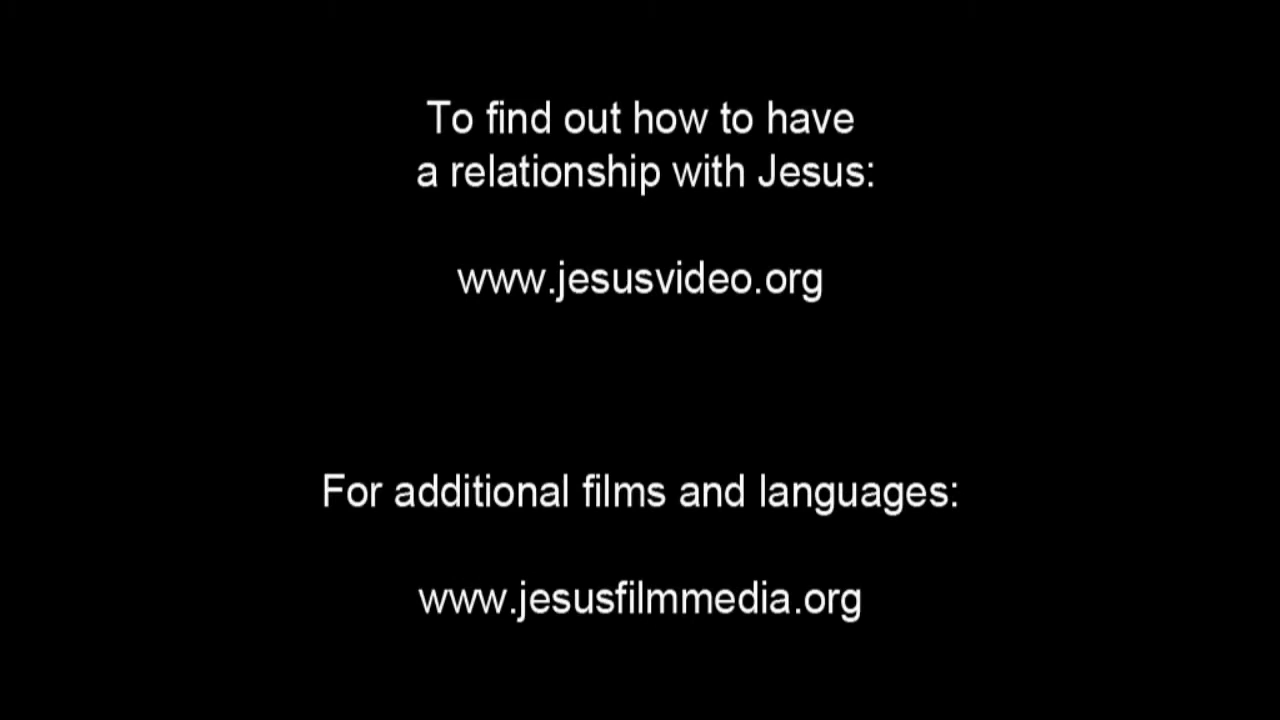 To find out how to have
a relationship with Jesus:
www.jesusvideo.org
For additional films and languages:
www.jesusfilmmedia.org